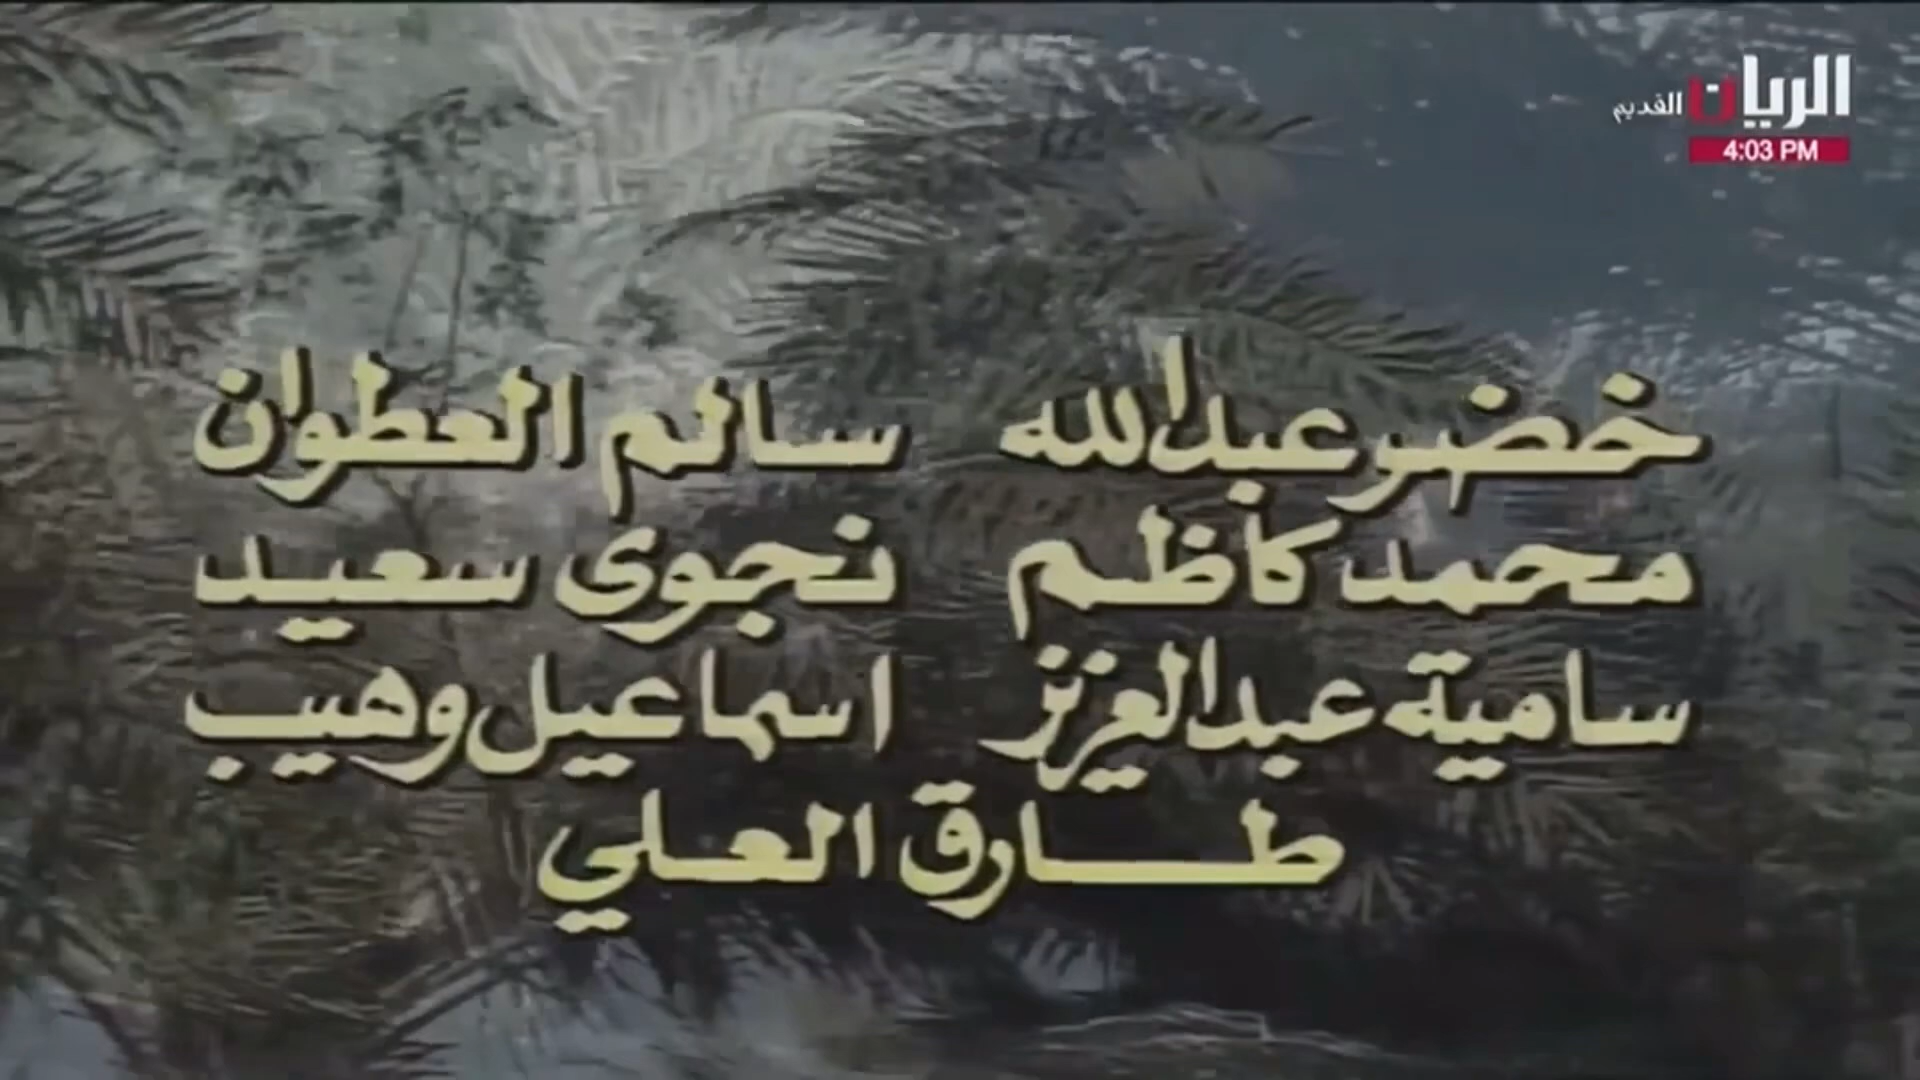 الريان القديم
4:03 PM
خضر عبدالله سالم العطوان
محمد كاظم نجوى سعيد
سامية عبدالعزيز اسماعيل وهيب
طارق العلي